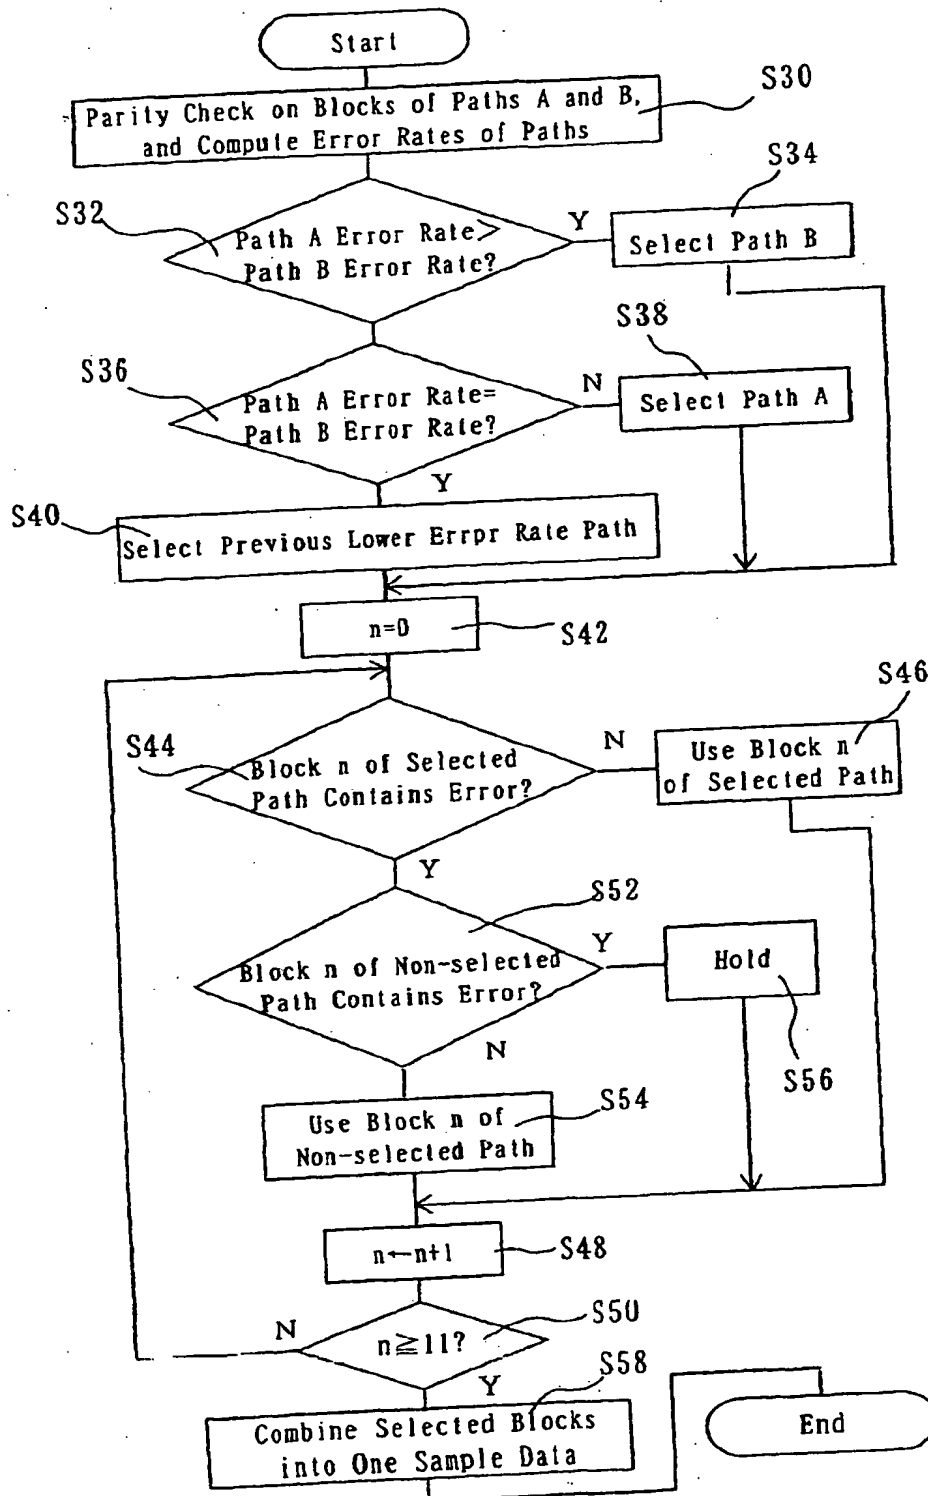 Start
S30
Parity Check on Blocks of Paths A and B,
and Compute Error Rates of Paths
S34
S32
Path A Error Rate>
Path B Error Rate?
Y
Select Path B
S38
S36
Path A Error Rate=
Path B Error Rate?
N
Select Path A
Y
S40
Select Previous Lower Errpr Rate Path
n=0
S42
S46
S44
Block n of Selected
Path Contains Error?
N
Use Block n
of Selected Path
Y
S52
Block n of Non-selected
Path Contains Error?
Y
Hold
N
S56
S54
Use Block n of
Non-selected Path
n←n+1
S48
S50
N
n≧11?
Y
S58
Combine Selected Blocks
into One Sample Data
End